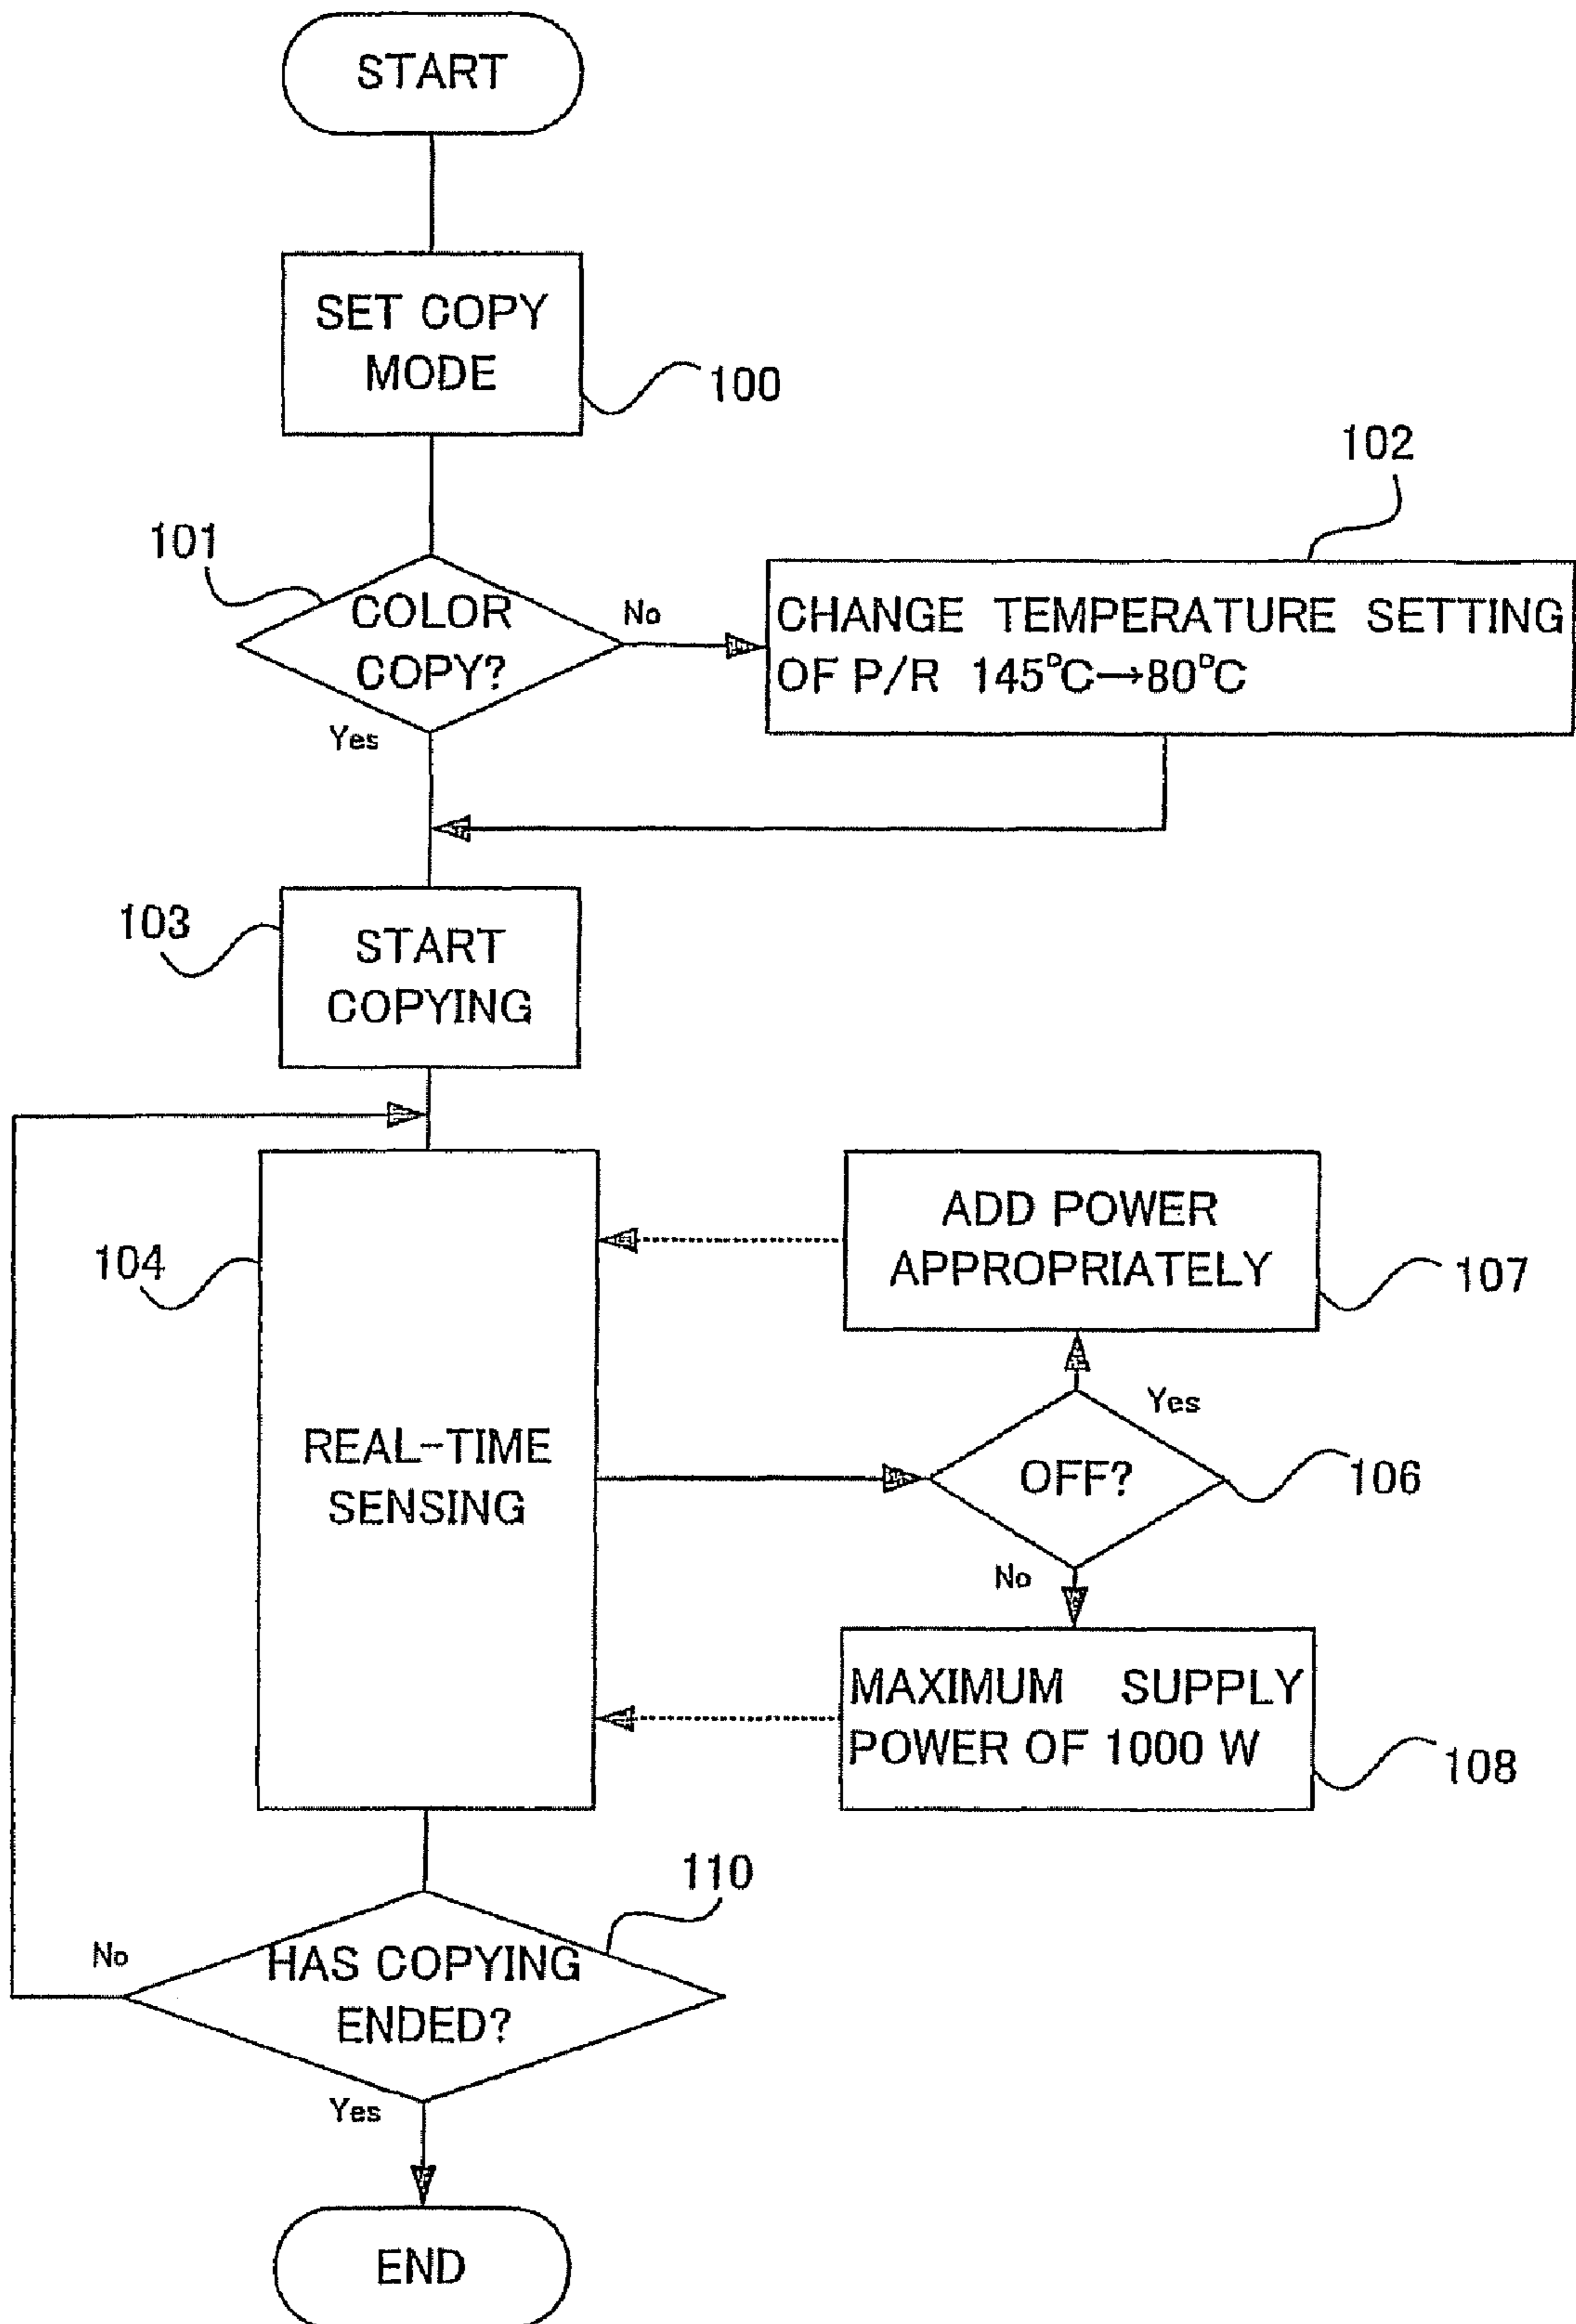 START
SET COPY
MODE
100
102
101
COLOR
COPY?
No
CHANGE TEMPERATURE SETTING
OF P/R 145°C→80°C
Yes
103
START
COPYING
104
ADD POWER
APPROPRIATELY
107
Yes
REAL-TIME
SENSING
OFF?
106
No
MAXIMUM SUPPLY
POWER OF 1000 W
108
110
No
HAS COPYING
ENDED?
Yes
END